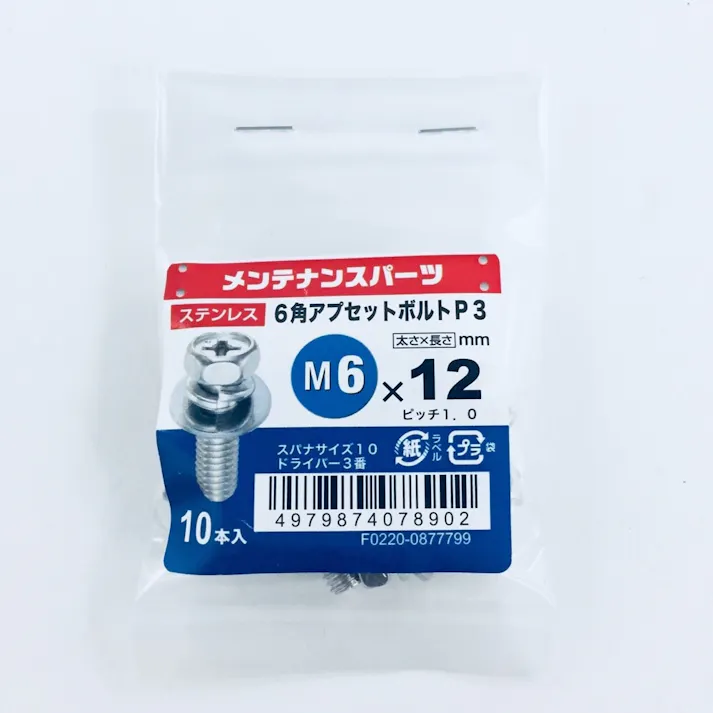 メンテナンスパーツ
ステンレス 6角アプセットボルトP3
太さ×長さ mm
M6×12
ピッチ1.0
スパナサイズ10
ドライバー3番
紙 ラベル プラ 袋
4979874078902
10本入
F0220-0877799